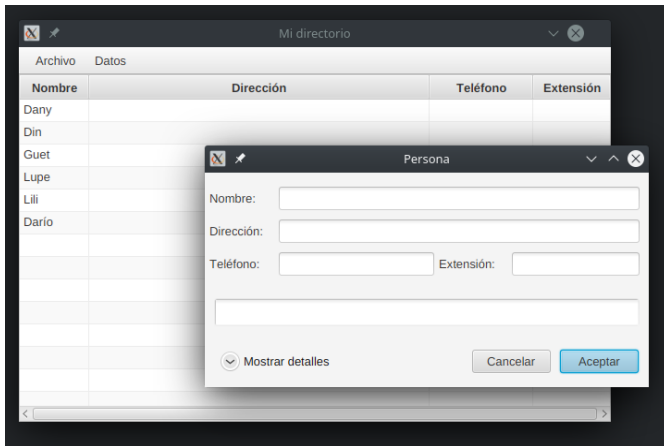 Mi directorio
Archivo Datos
Nombre Dirección Teléfono Extensión
Dany
Din
Guet
Lupe
Lili
Darío
Persona
Nombre:
Dirección:
Teléfono: Extensión:
Mostrar detalles Cancelar Aceptar